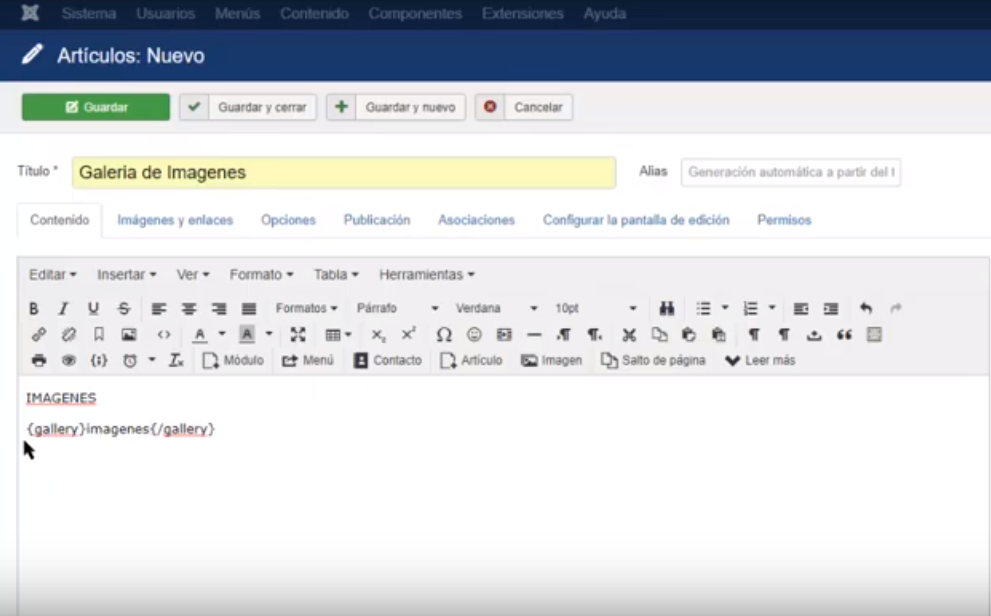 Sistema Usuarios Menús Contenido Componentes Extensiones Ayuda
Artículos: Nuevo
Guardar Guardar y cerrar Guardar y nuevo Cancelar
Título * Galeria de Imagenes Alias Generación automática a partir del t
Contenido Imágenes y enlaces Opciones Publicación Asociaciones Configurar la pantalla de edición Permisos
Editar Insertar Ver Formato Tabla Herramientas
B I U S Formatos Párrafo Verdana 10pt
Módulo Menú Contacto Artículo Imagen Salto de página Leer más
IMAGENES
{gallery}imagenes{/gallery}